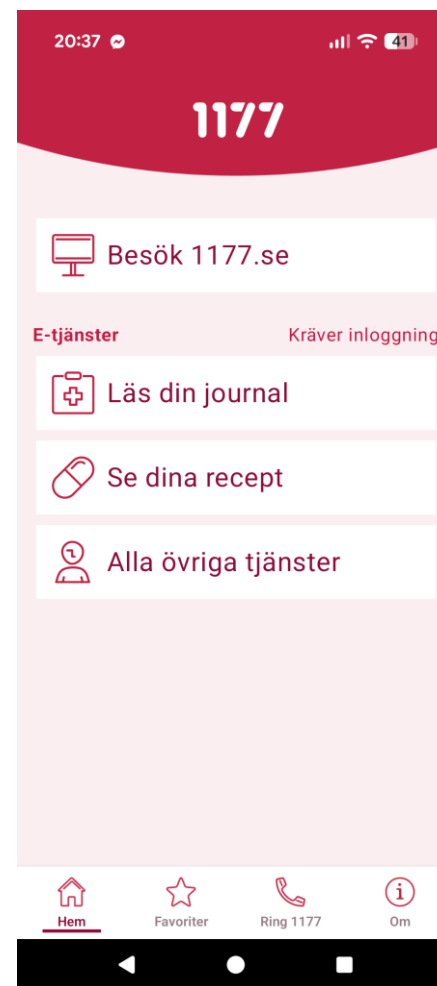 20:37
41
1177
Besök 1177.se
E-tjänster Kräver inloggning
Läs din journal
Se dina recept
Alla övriga tjänster
Hem Favoriter Ring 1177 Om